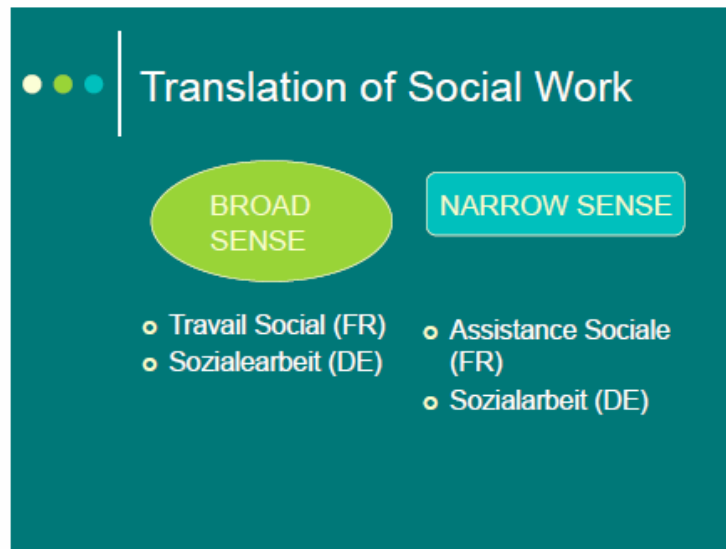 Translation of Social Work
BROAD
SENSE
Travail Social (FR)
Sozialearbeit (DE)
NARROW SENSE
Assistance Sociale
(FR)
Sozialarbeit (DE)